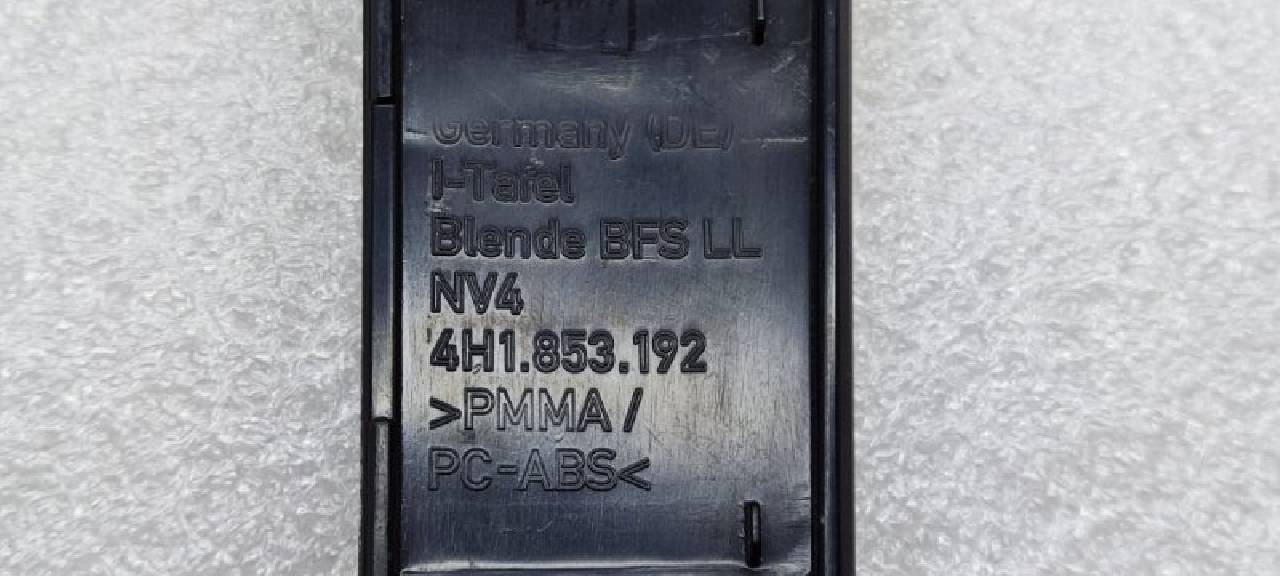 Germany (DE)
I-Tafel
Blende BFS LL
NV4
4H1.853.192
>PMMA /
PC-ABS<